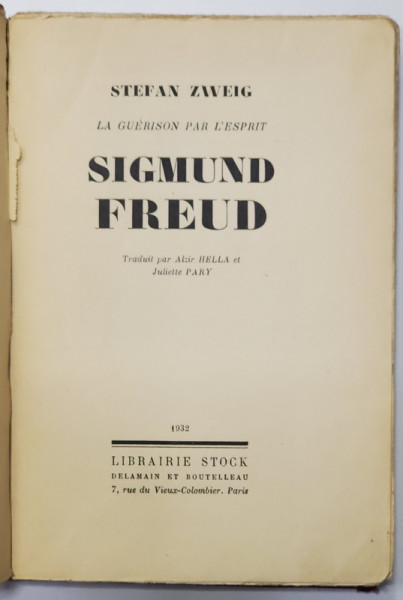 STEFAN ZWEIG
LA GUÉRISON PAR L'ESPRIT
SIGMUND
FREUD
Traduit par Alzir HELLA et
Juliette PARY
1932
LIBRAIRIE STOCK
DELAMAIN ET BOUTELLEAU
7, rue du Vieux-Colombier. Paris